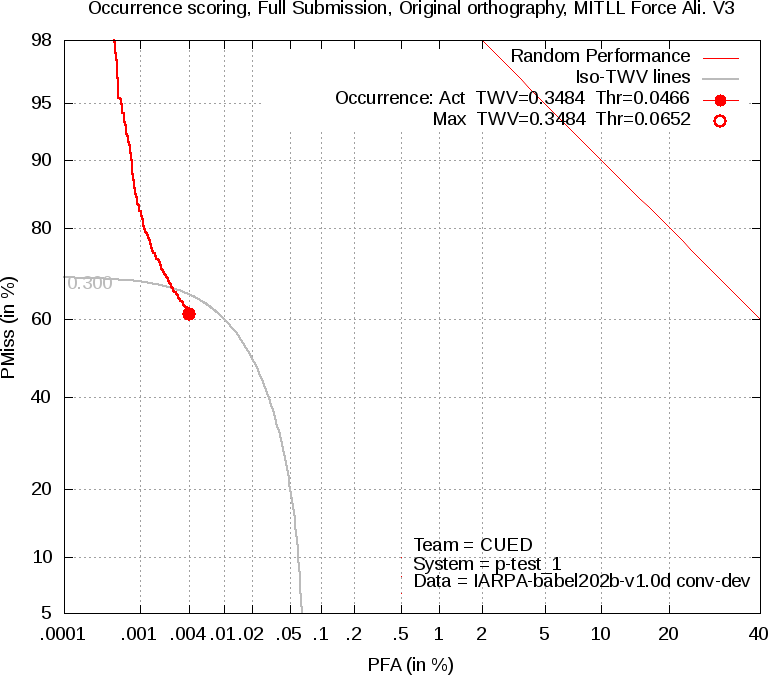 Occurrence scoring, Full Submission, Original orthography, MITLL Force Ali. V3
Random Performance
Iso-TWV lines
Occurrence: Act TWV=0.3484 Thr=0.0466
Max TWV=0.3484 Thr=0.0652
98
95
90
80
60
40
20
10
5
PMiss (in %)
0.300
Team = CUED
System = p-test_1
Data = IARPA-babel202b-v1.0d conv-dev
.0001 .001 .004 .01 .02 .05 .1 .2 .5 1 2 5 10 20 40
PFA (in %)